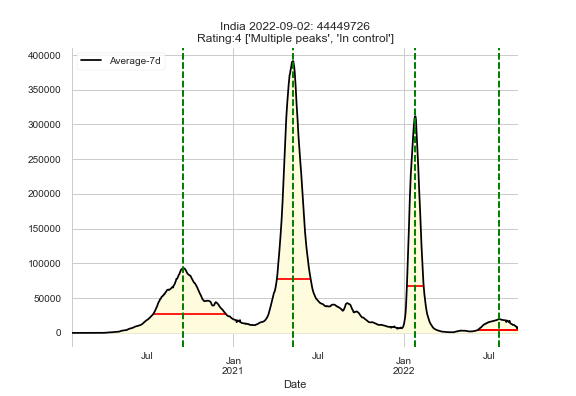 India 2022-09-02: 44449726
Rating:4 ['Multiple peaks', 'In control']
Average-7d
400000
350000
300000
250000
200000
150000
100000
50000
0
Jul
Jan
2021
Jul
Jan
2022
Jul
Date